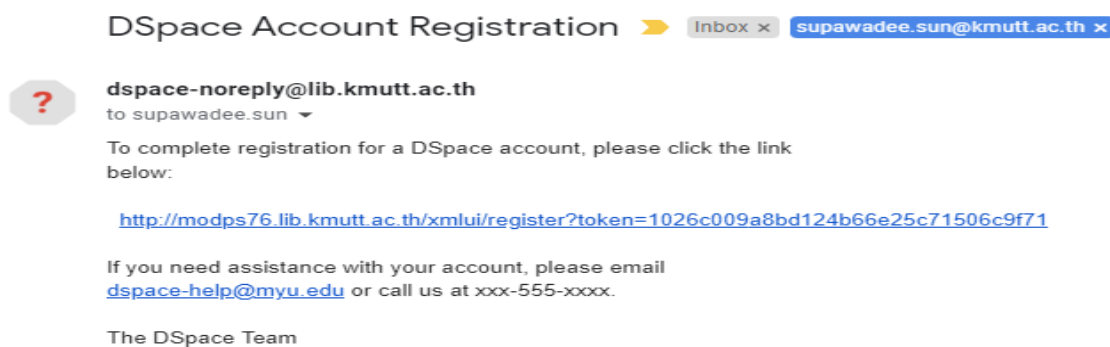 DSpace Account Registration Inbox x supawadee.sun@kmutt.ac.th x
?
dspace-noreply@lib.kmutt.ac.th
to supawadee.sun
To complete registration for a DSpace account, please click the link
below:
http://modps76.lib.kmutt.ac.th/xmlui/register?token=1026c009a8bd124b66e25c71506c9f71
If you need assistance with your account, please email
dspace-help@myu.edu or call us at xxx-555-xxxx.
The DSpace Team